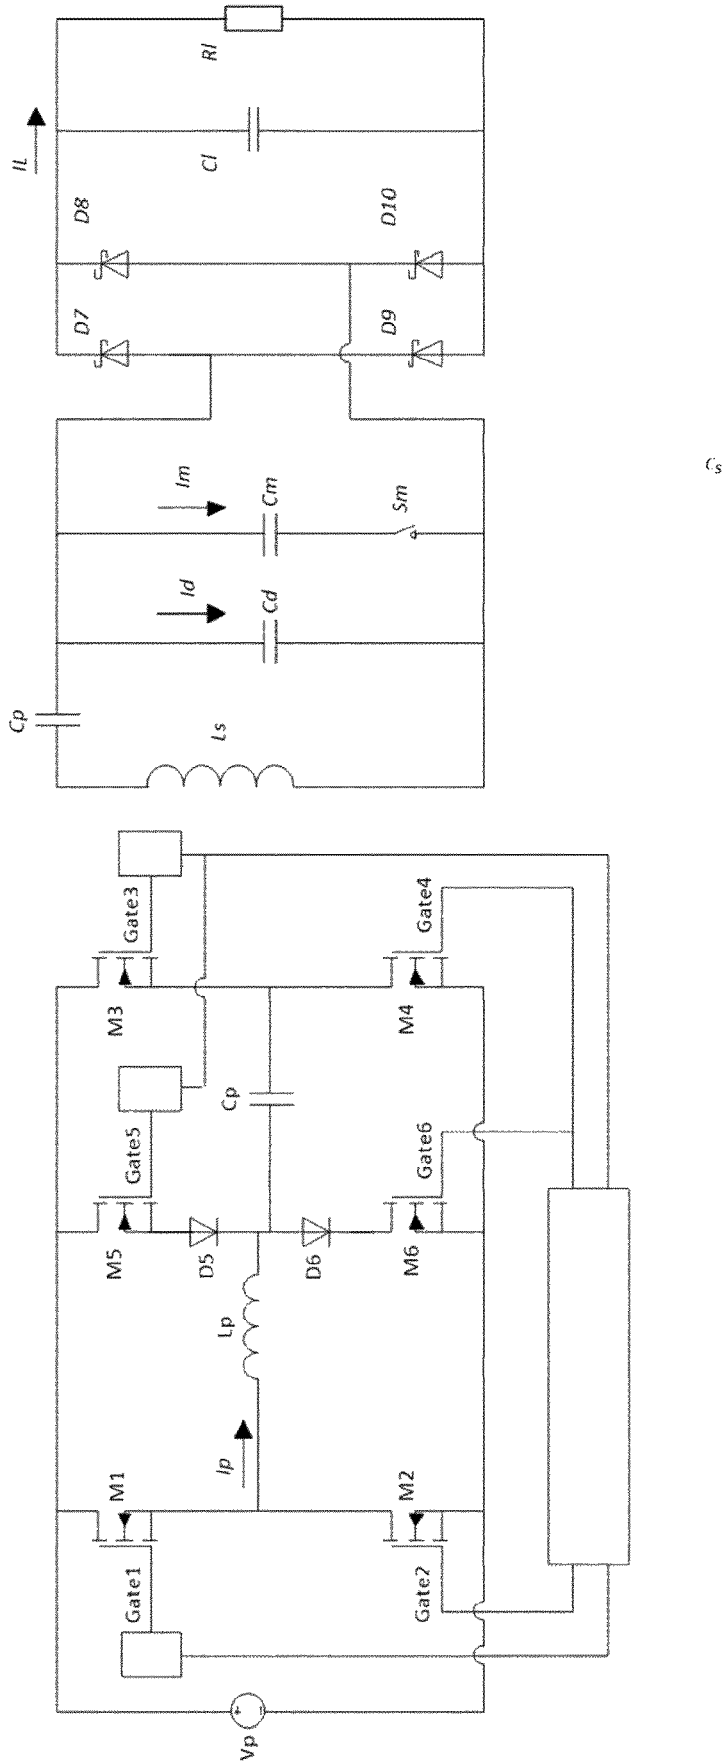 Rl
IL
Cl
D8
D10
D7
D9
Im
Cm
Sm
Id
Cd
Cp
Ls
Cs
Gate3
Gate4
M3
M4
Gate5
Cp
Gate6
M5
D5
D6
M6
Lp
Ip
M1
M2
Gate1
Gate2
Vp